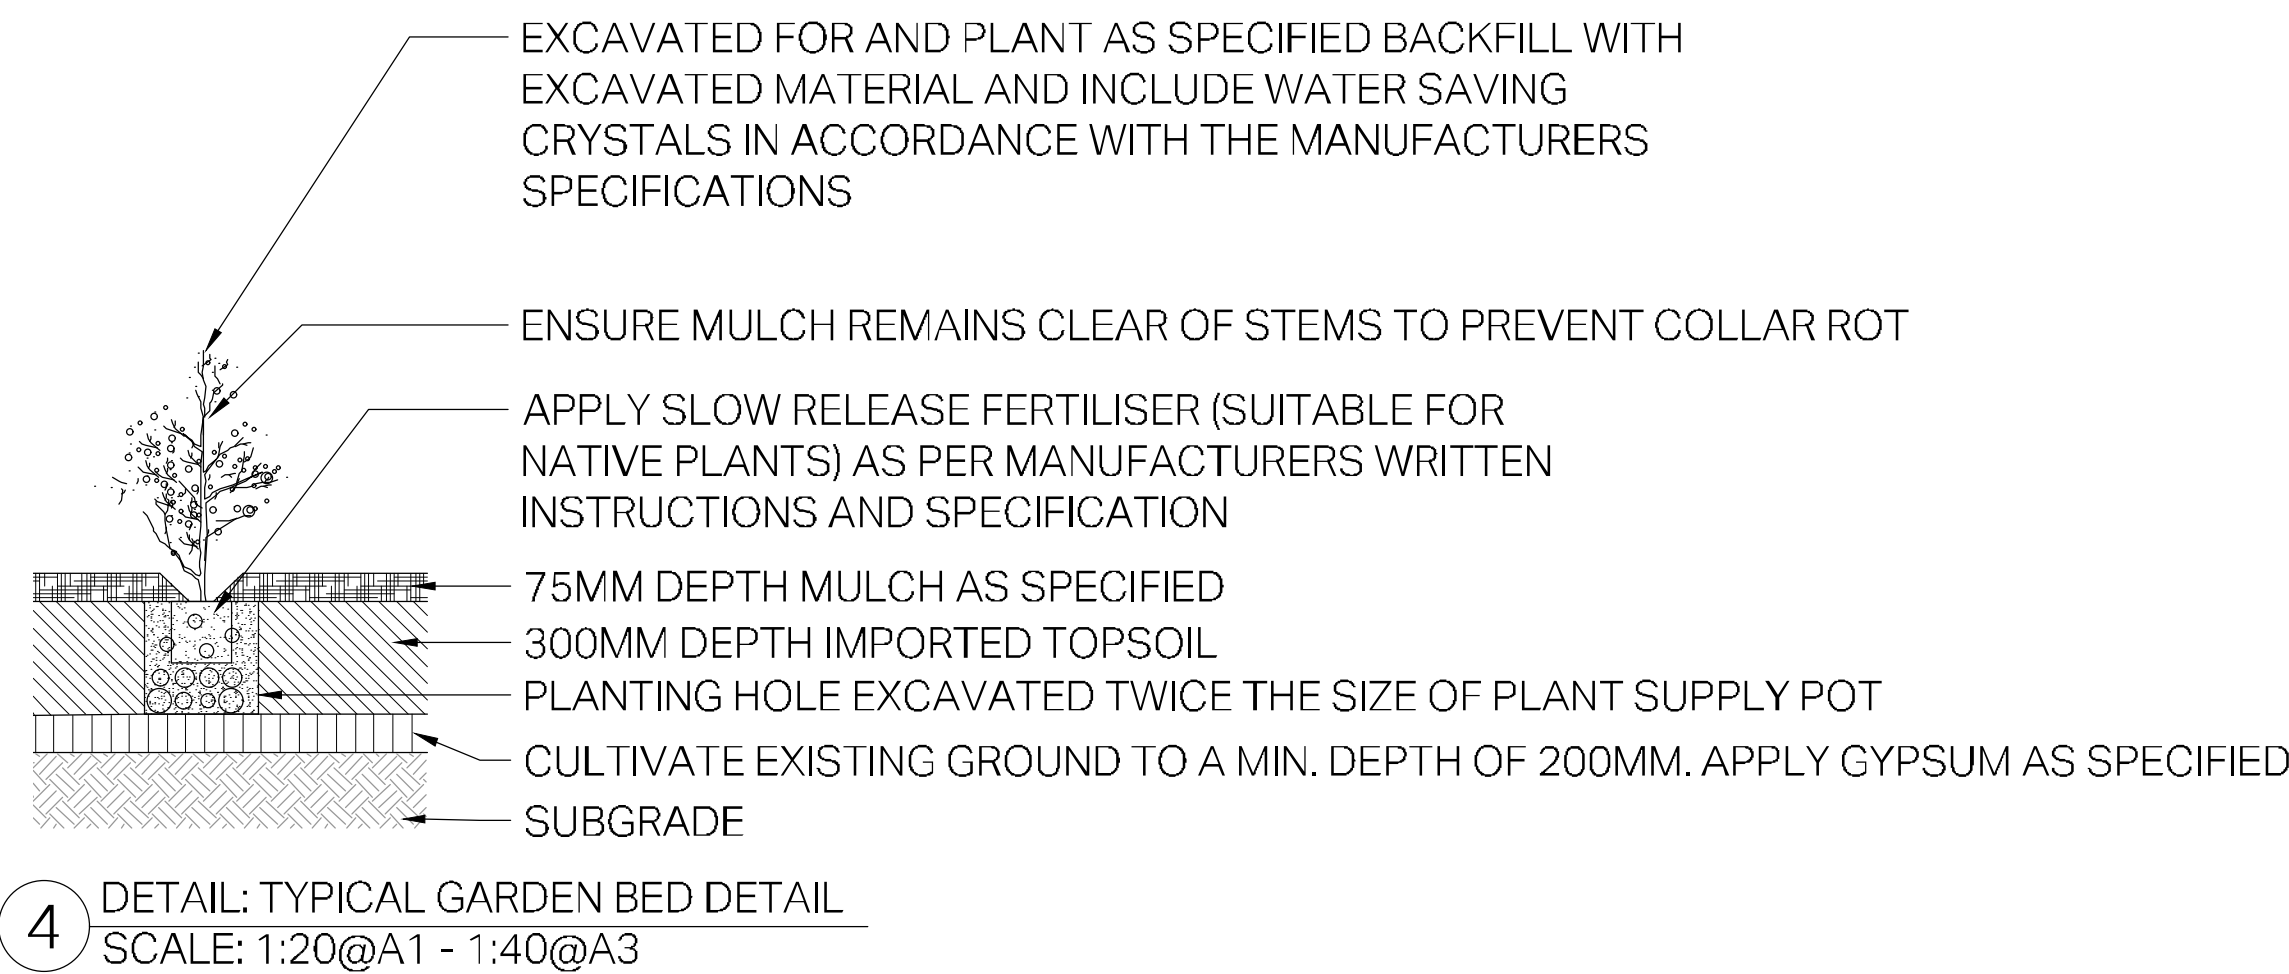 EXCAVATED FOR AND PLANT AS SPECIFIED BACKFILL WITH
EXCAVATED MATERIAL AND INCLUDE WATER SAVING
CRYSTALS IN ACCORDANCE WITH THE MANUFACTURERS
SPECIFICATIONS
ENSURE MULCH REMAINS CLEAR OF STEMS TO PREVENT COLLAR ROT
APPLY SLOW RELEASE FERTILISER (SUITABLE FOR
NATIVE PLANTS) AS PER MANUFACTURERS WRITTEN
INSTRUCTIONS AND SPECIFICATION
75MM DEPTH MULCH AS SPECIFIED
300MM DEPTH IMPORTED TOPSOIL
PLANTING HOLE EXCAVATED TWICE THE SIZE OF PLANT SUPPLY POT
CULTIVATE EXISTING GROUND TO A MIN. DEPTH OF 200MM. APPLY GYPSUM AS SPECIFIED
SUBGRADE
4
DETAIL: TYPICAL GARDEN BED DETAIL
SCALE: 1:20@A1 - 1:40@A3